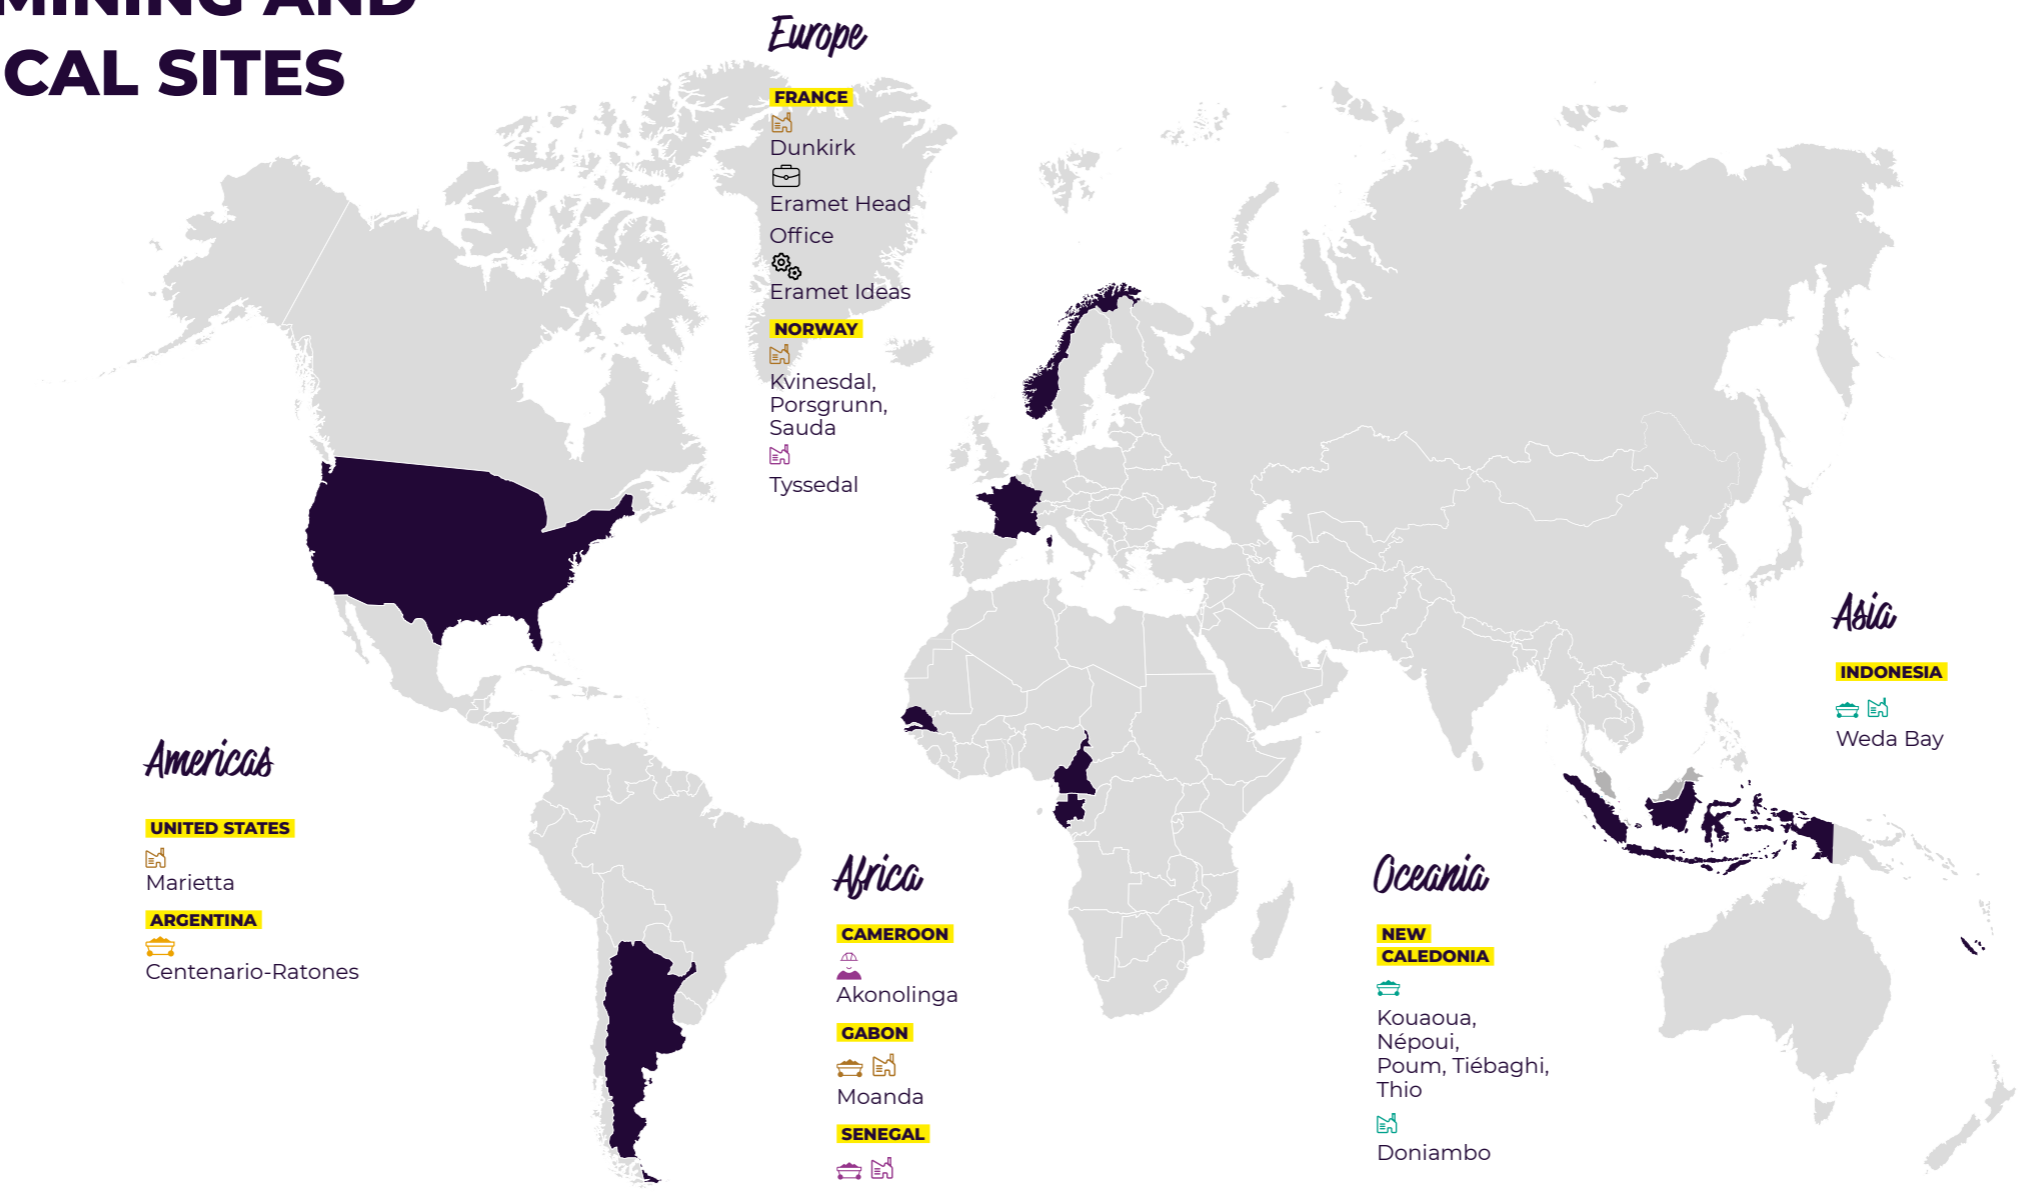 MINING AND
CAL SITES
Europe
FRANCE
Dunkirk
Eramet Head
Office
Eramet Ideas
NORWAY
Kvinesdal,
Porsgrunn,
Sauda
Tyssedal
Asia
INDONESIA
Weda Bay
Americas
UNITED STATES
Marietta
ARGENTINA
Centenario-Ratones
Africa
CAMEROON
Akonolinga
GABON
Moanda
SENEGAL
Oceania
NEW
CALEDONIA
Kouaoua,
Népoui,
Poum, Tiébaghi,
Thio
Doniambo